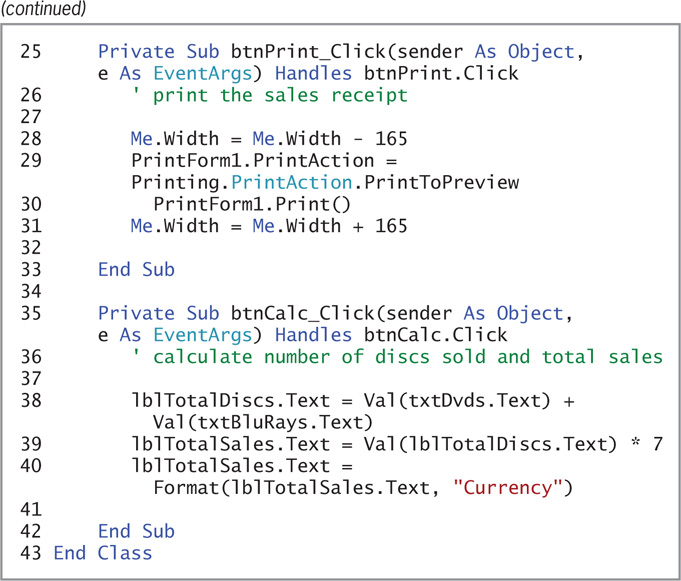 (continued)
25 Private Sub btnPrint_Click(sender As Object,
e As EventArgs) Handles btnPrint.Click
26 ' print the sales receipt
27
28 Me.Width = Me.Width – 165
29 PrintForm1.PrintAction =
Printing.PrintAction.PrintToPreview
30 PrintForm1.Print()
31 Me.Width = Me.Width + 165
32
33 End Sub
34
35 Private Sub btnCalc_Click(sender As Object,
e As EventArgs) Handles btnCalc.Click
36 ' calculate number of discs sold and total sales
37
38 lblTotalDiscs.Text = Val(txtDvds.Text) +
Val(txtBluRays.Text)
39 lblTotalSales.Text = Val(lblTotalDiscs.Text) * 7
40 lblTotalSales.Text =
Format(lblTotalSales.Text, "Currency")
41
42 End Sub
43 End Class